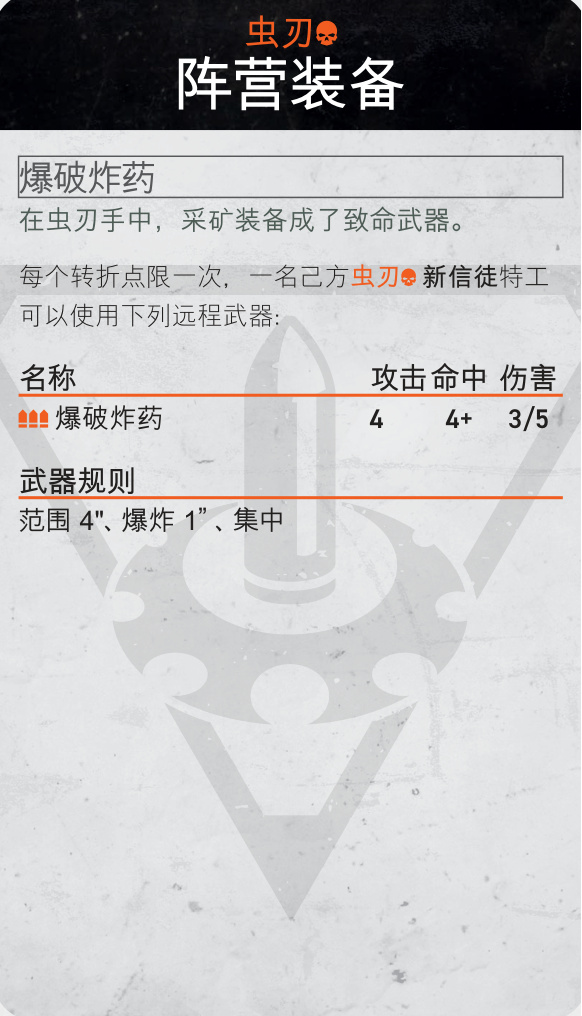 虫刃
阵营装备
爆破炸药
在虫刃手中，采矿装备成了致命武器。
每个转折点限一次，一名己方虫刃 新信徒特工
可以使用下列远程武器:
名称 攻击 命中 伤害
爆破炸药 4 4+ 3/5
武器规则
范围 4"、爆炸 1”、集中